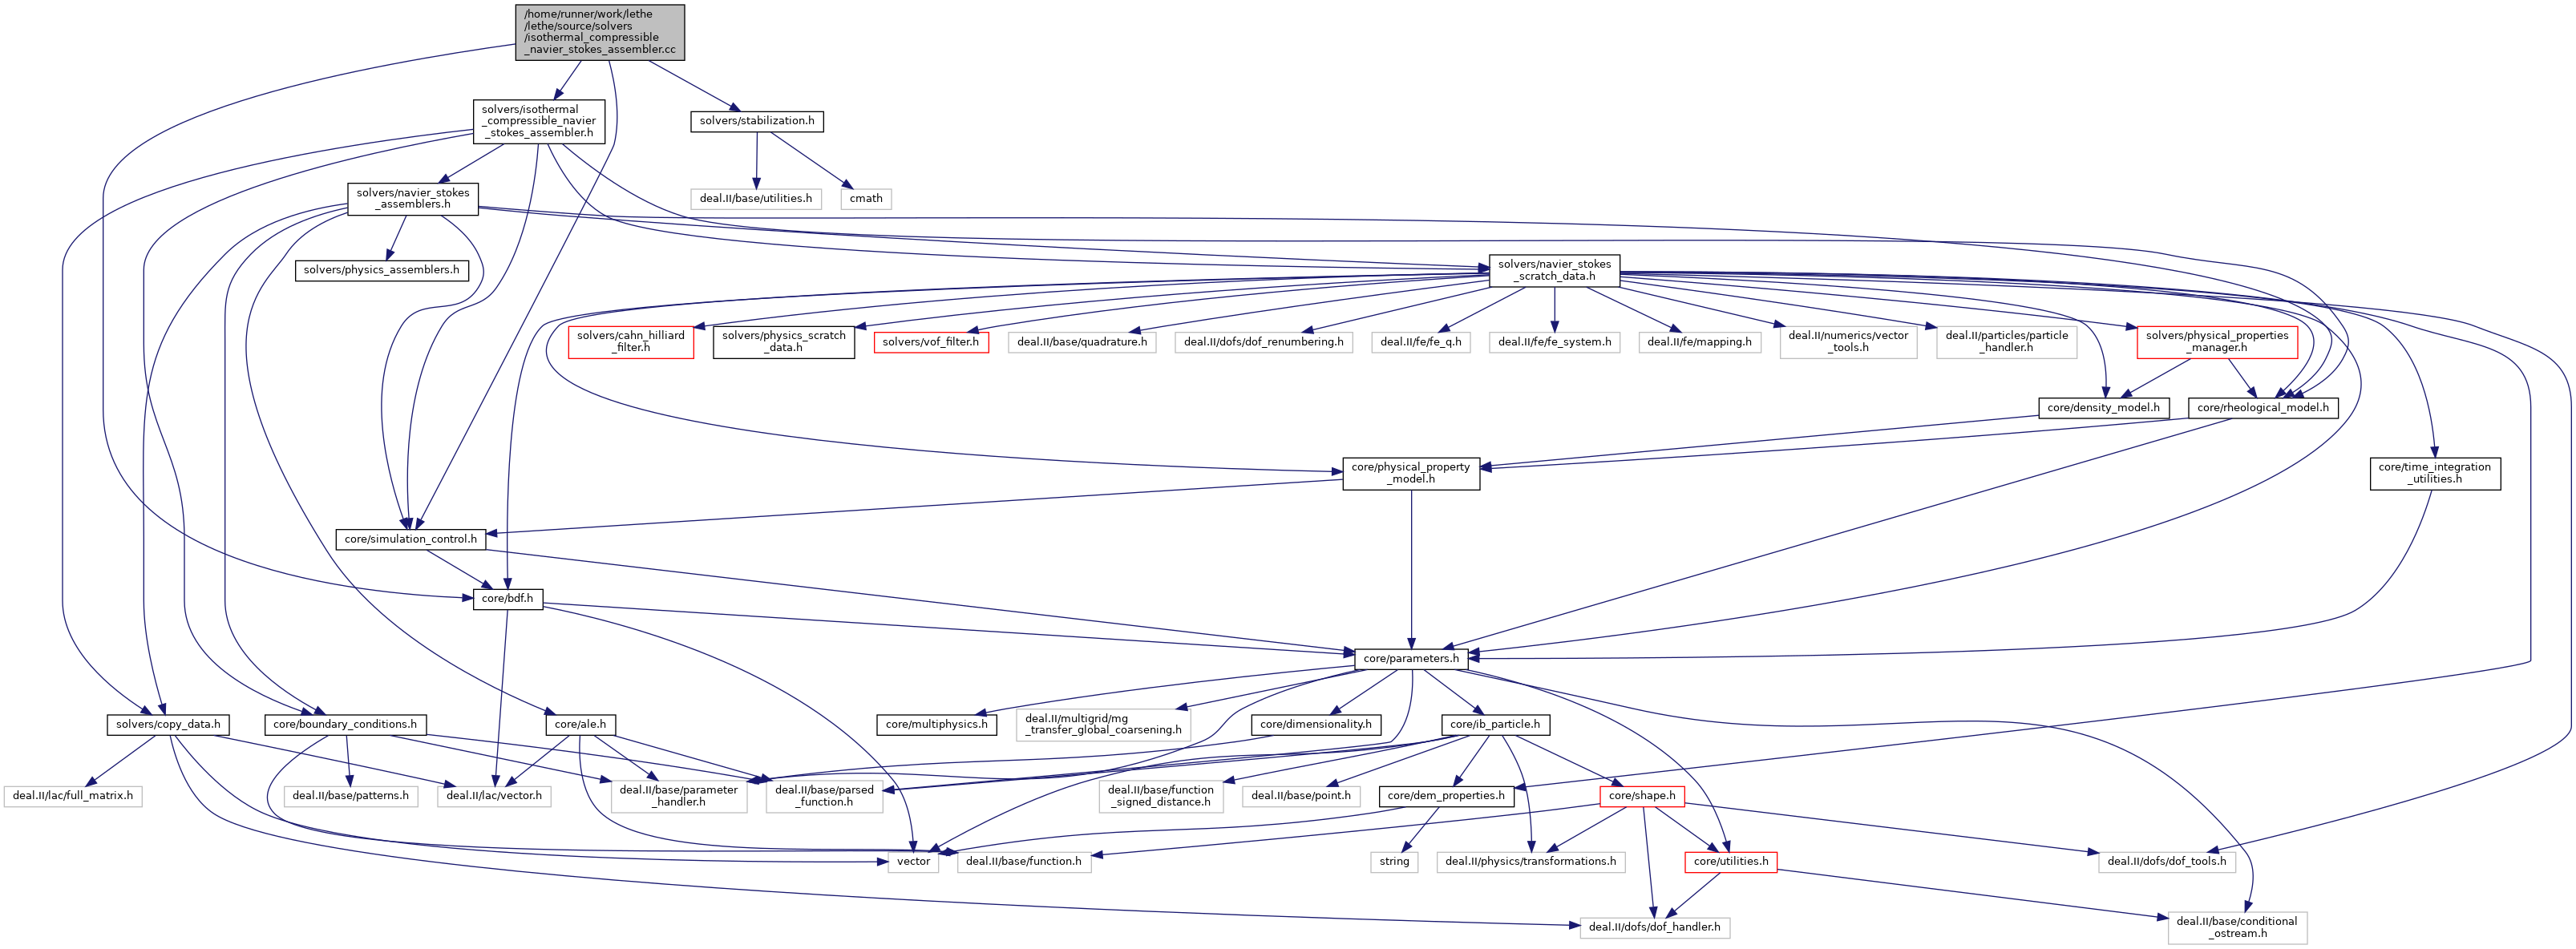 /home/runner/work/lethe
/lethe/source/solvers
/isothermal_compressible
_navier_stokes_assembler.cc
solvers/isothermal
_compressible_navier
_stokes_assembler.h
solvers/stabilization.h
solvers/navier_stokes
_assemblers.h
deal.II/base/utilities.h
cmath
solvers/physics_assemblers.h
solvers/navier_stokes
_scratch_data.h
solvers/cahn_hilliard
_filter.h
solvers/physics_scratch
_data.h
solvers/vof_filter.h
deal.II/base/quadrature.h
deal.II/dofs/dof_renumbering.h
deal.II/fe/fe_q.h
deal.II/fe/fe_system.h
deal.II/fe/mapping.h
deal.II/numerics/vector
_tools.h
deal.II/particles/particle
_handler.h
solvers/physical_properties
_manager.h
core/density_model.h
core/rheological_model.h
core/physical_property
_model.h
core/time_integration
_utilities.h
core/simulation_control.h
core/bdf.h
core/parameters.h
solvers/copy_data.h
core/boundary_conditions.h
core/ale.h
core/multiphysics.h
deal.II/multigrid/mg
_transfer_global_coarsening.h
core/dimensionality.h
core/ib_particle.h
deal.II/lac/full_matrix.h
deal.II/base/patterns.h
deal.II/lac/vector.h
deal.II/base/parameter
_handler.h
deal.II/base/parsed
_function.h
deal.II/base/function
_signed_distance.h
deal.II/base/point.h
core/dem_properties.h
core/shape.h
vector
deal.II/base/function.h
string
deal.II/physics/transformations.h
core/utilities.h
deal.II/dofs/dof_tools.h
deal.II/dofs/dof_handler.h
deal.II/base/conditional
_ostream.h